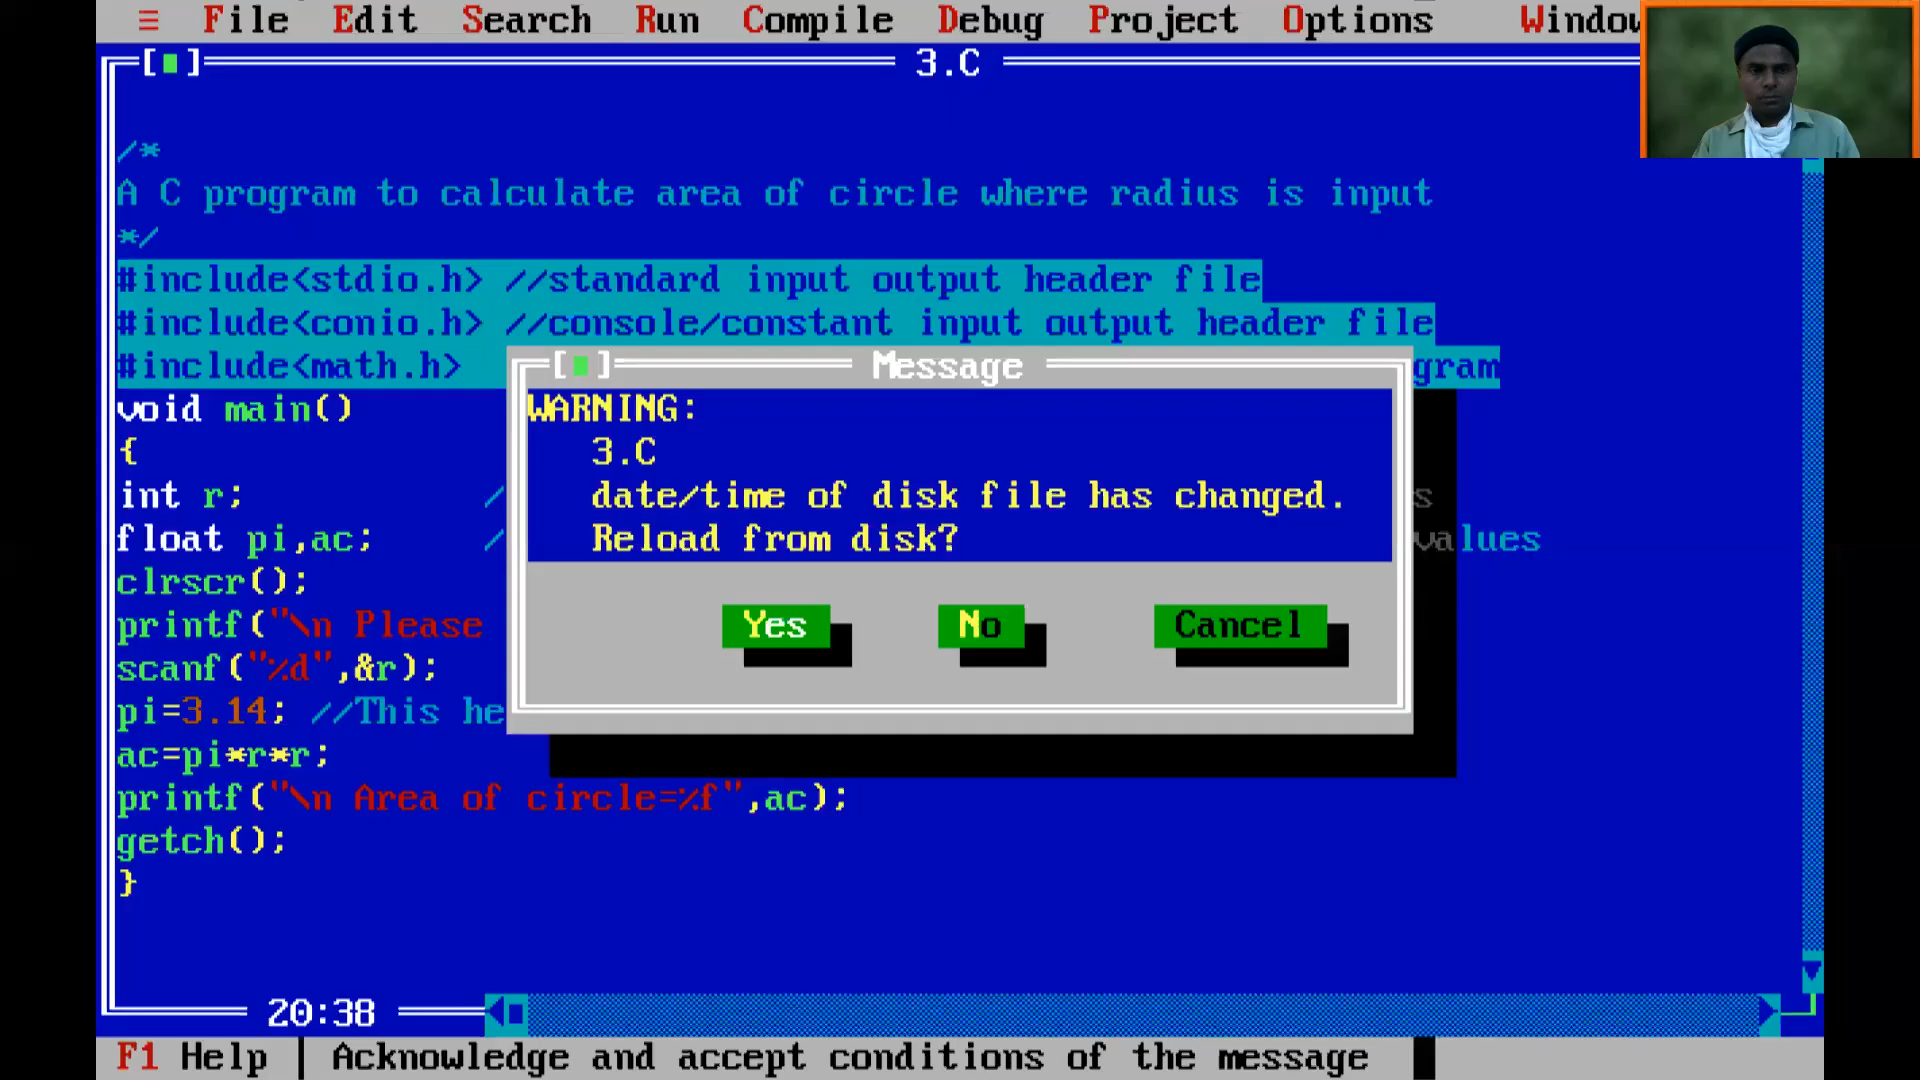 ≡ File Edit Search Run Compile Debug Project Options Window
[■] 3.C
/*
A C program to calculate area of circle where radius is input
*/
#include<stdio.h> //standard input output header file
#include<conio.h> //console/constant input output header file
#include<math.h> gram
void main()
{
int r; / s
float pi,ac; / values
clrscr();
printf("\n Please
scanf("%d",&r);
pi=3.14; //This he
ac=pi*r*r;
printf("\n Area of circle=%f",ac);
getch();
}
[■] Message
WARNING:
3.C
date/time of disk file has changed.
Reload from disk?
Yes No Cancel
20:38
F1 Help | Acknowledge and accept conditions of the message